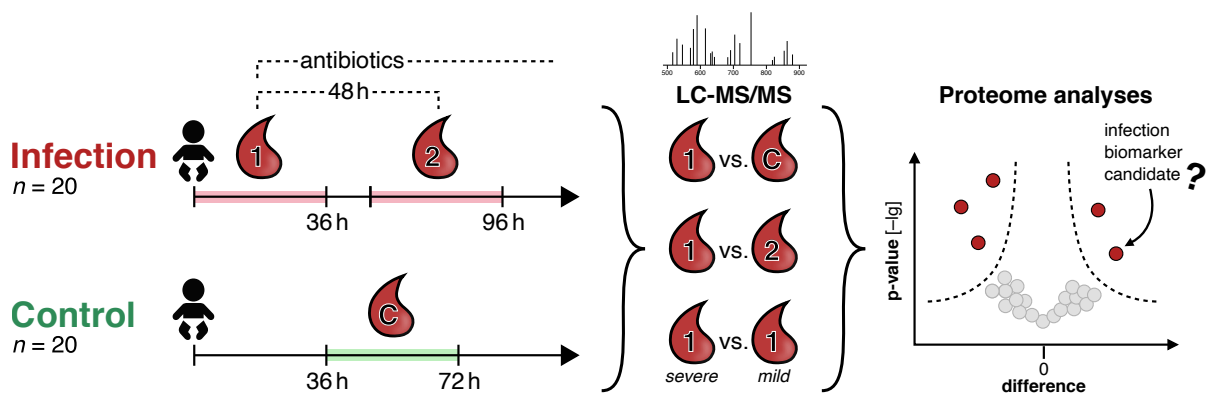 antibiotics
48 h
Infection
n = 20
1
2
36 h
96 h
Control
n = 20
C
36 h
72 h
500 600 700 800 900
LC-MS/MS
1 vs. C
1 vs. 2
1 vs. 1
severe mild
Proteome analyses
infection
biomarker
candidate ?
p-value [–lg]
0
difference